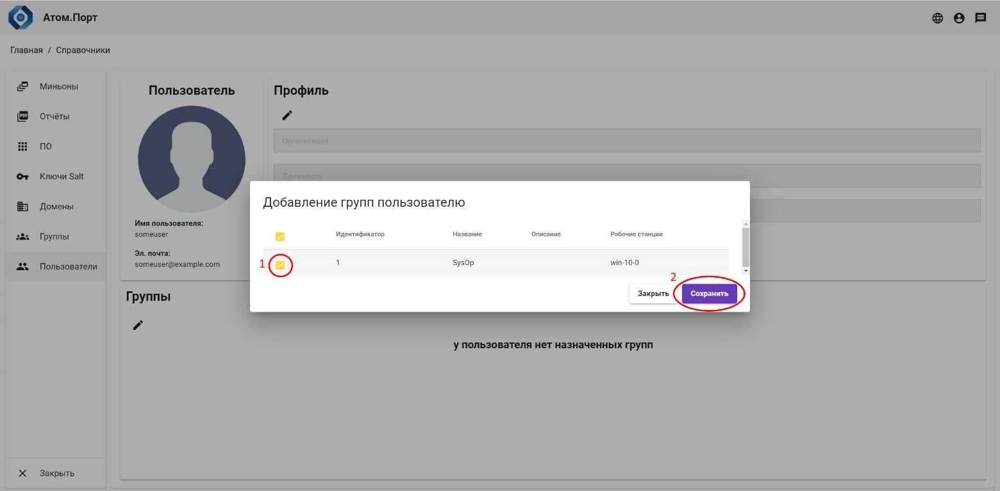 Атом.Порт
Главная / Справочники
Миньоны
Отчёты
ПО
Ключи Salt
Домены
Группы
Пользователи
Закрыть
Пользователь
Имя пользователя:
someuser
Эл. почта:
someuser@example.com
Профиль
Организация
Должность
Добавление групп пользователю
Идентификатор Название Описание Рабочие станции
1 1 SysOp win-10-0
2
Закрыть Сохранить
Группы
у пользователя нет назначенных групп